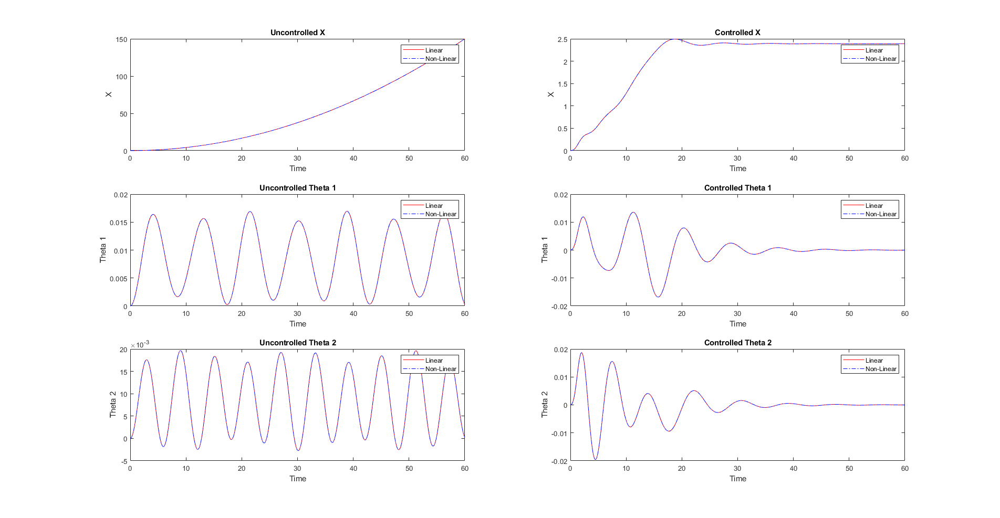 Uncontrolled X
150
100
50
0
X
0 10 20 30 40 50 60
Time
Linear
Non-Linear
Controlled X
2.5
2
1.5
1
0.5
0
X
0 10 20 30 40 50 60
Time
Linear
Non-Linear
Uncontrolled Theta 1
0.02
0.015
0.01
0.005
0
Theta 1
0 10 20 30 40 50 60
Time
Linear
Non-Linear
Controlled Theta 1
0.02
0.01
0
-0.01
-0.02
Theta 1
0 10 20 30 40 50 60
Time
Linear
Non-Linear
Uncontrolled Theta 2
×10⁻³
20
15
10
5
0
-5
Theta 2
0 10 20 30 40 50 60
Time
Linear
Non-Linear
Controlled Theta 2
0.02
0.01
0
-0.01
-0.02
Theta 2
0 10 20 30 40 50 60
Time
Linear
Non-Linear